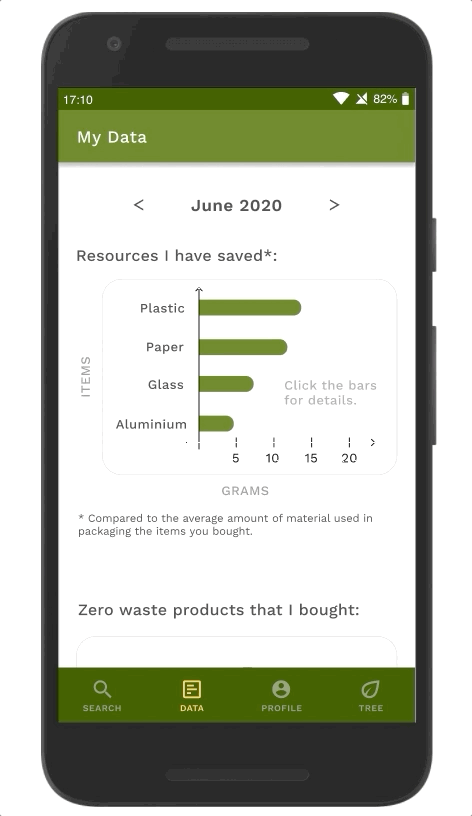 17:10
82%
My Data
< June 2020 >
Resources I have saved*:
Plastic
Paper
Glass
Aluminium
ITEMS
Click the bars
for details.
5 10 15 20
GRAMS
* Compared to the average amount of material used in
packaging the items you bought.
Zero waste products that I bought:
SEARCH DATA PROFILE TREE